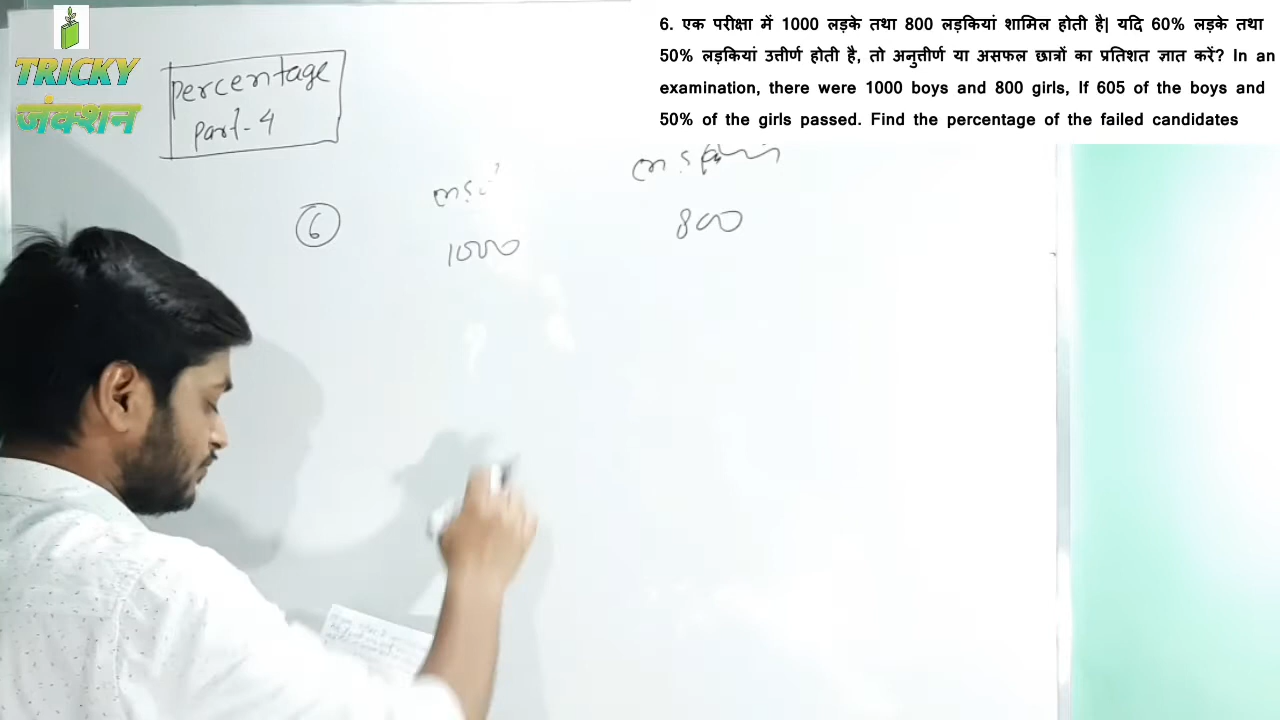 TRICKY
जंक्शन
6. एक परीक्षा में 1000 लड़के तथा 800 लड़कियां शामिल होती है| यदि 60% लड़के तथा
50% लड़कियां उत्तीर्ण होती है, तो अनुत्तीर्ण या असफल छात्रों का प्रतिशत ज्ञात करें? In an
examination, there were 1000 boys and 800 girls, If 605 of the boys and
50% of the girls passed. Find the percentage of the failed candidates
Percentage
Part-4
6
1000
800